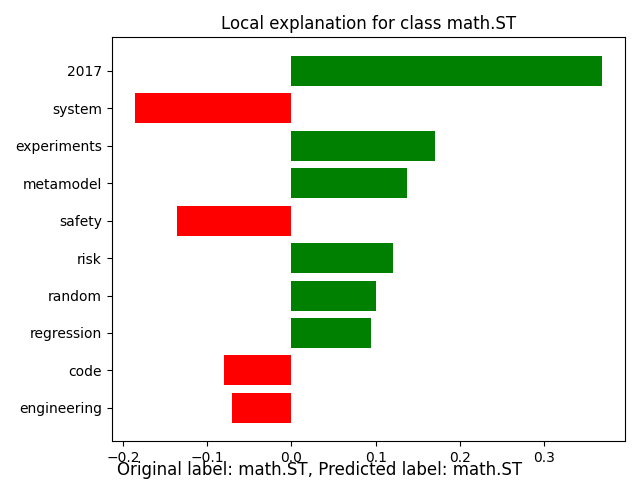 Local explanation for class math.ST
2017
system
experiments
metamodel
safety
risk
random
regression
code
engineering
−0.2 −0.1 0.0 0.1 0.2 0.3
Original label: math.ST, Predicted label: math.ST